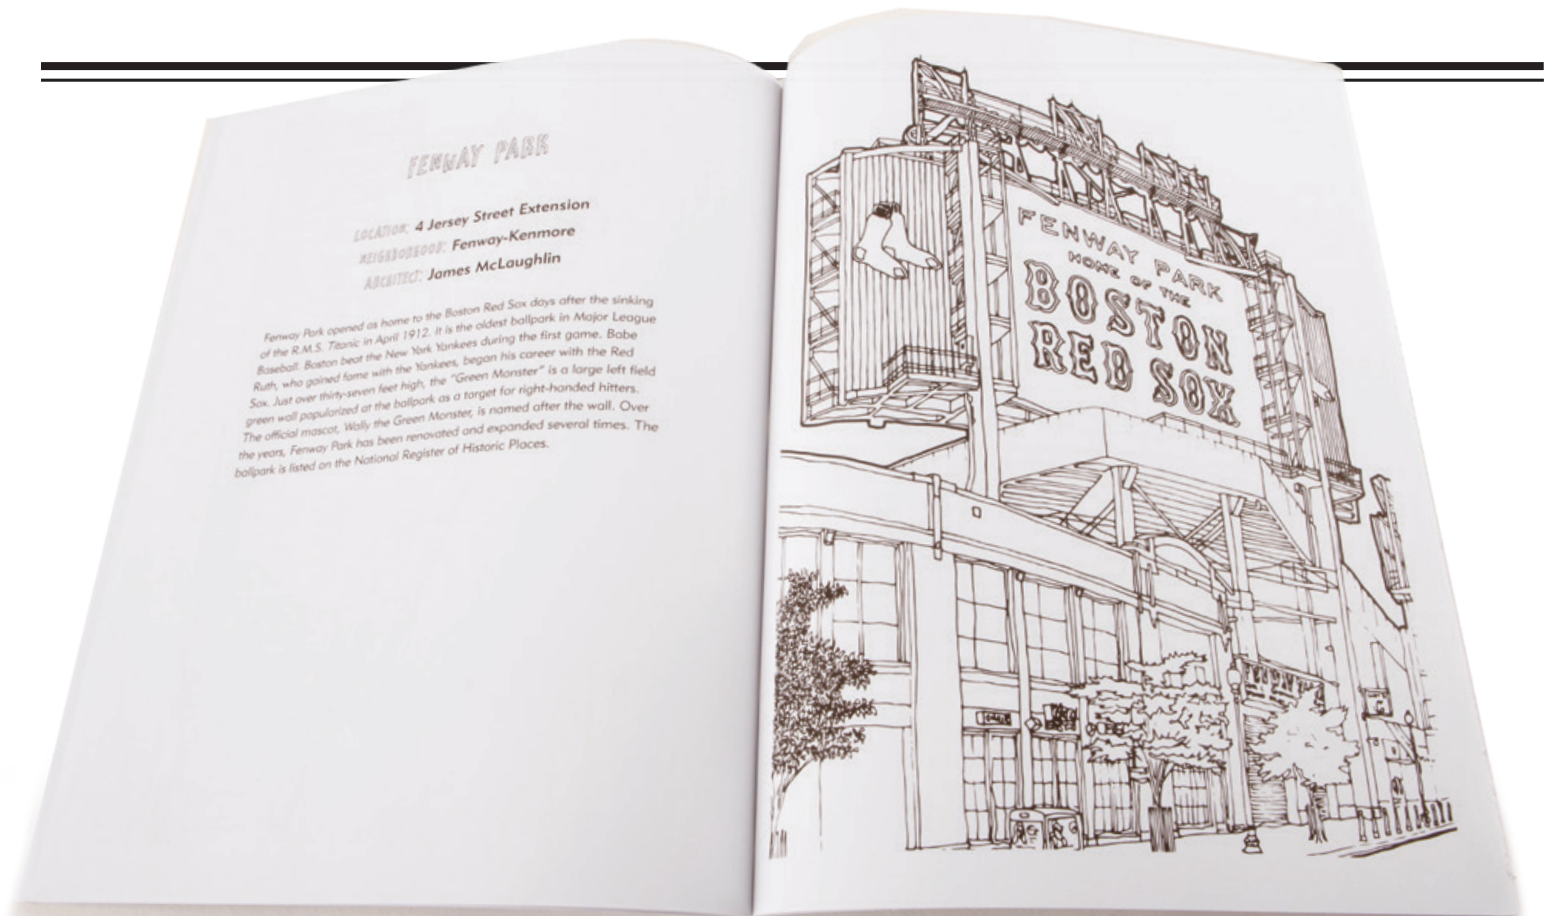 FENWAY PARK
LOCATION: 4 Jersey Street Extension
NEIGHBORHOOD: Fenway-Kenmore
ARCHITECT: James McLaughlin
Fenway Park opened as home to the Boston Red Sox days after the sinking
of the R.M.S. Titanic in April 1912. It is the oldest ballpark in Major League
Baseball. Boston beat the New York Yankees during the first game. Babe
Ruth, who gained fame with the Yankees, began his career with the Red
Sox. Just over thirty-seven feet high, the “Green Monster” is a large left field
green wall popularized at the ballpark as a target for right-handed hitters.
The official mascot, Wally the Green Monster, is named after the wall. Over
the years, Fenway Park has been renovated and expanded several times. The
ballpark is listed on the National Register of Historic Places.
FENWAY PARK
HOME OF THE
BOSTON
RED SOX